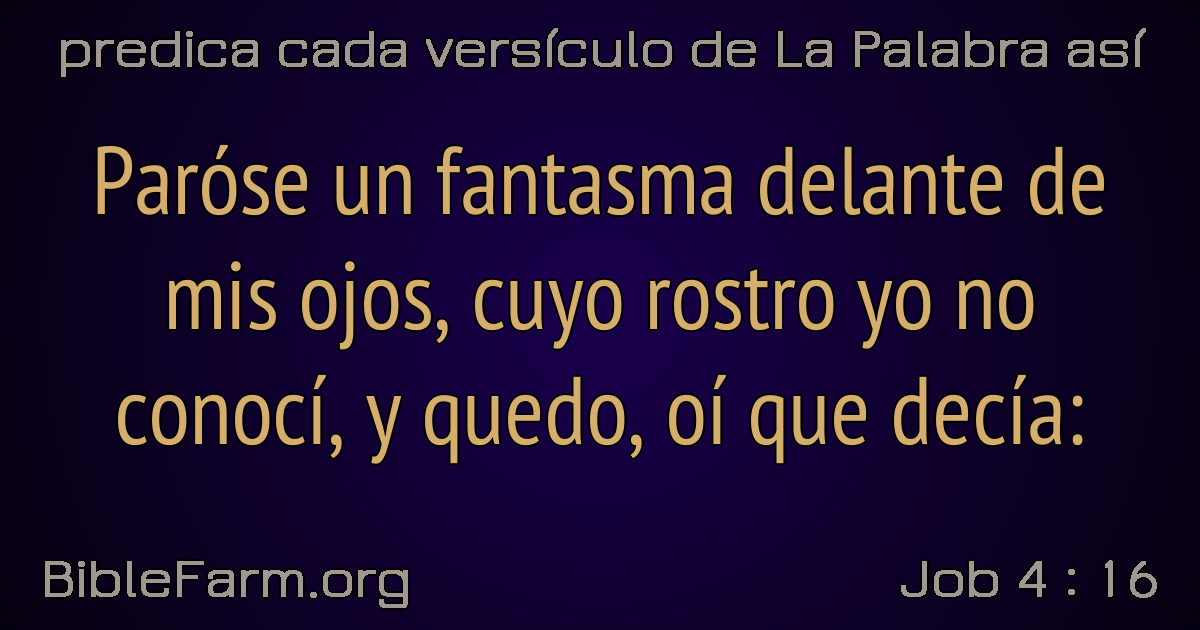 predica cada versículo de La Palabra así
Paróse un fantasma delante de
mis ojos, cuyo rostro yo no
conocí, y quedo, oí que decía:
BibleFarm.org
Job 4 : 16